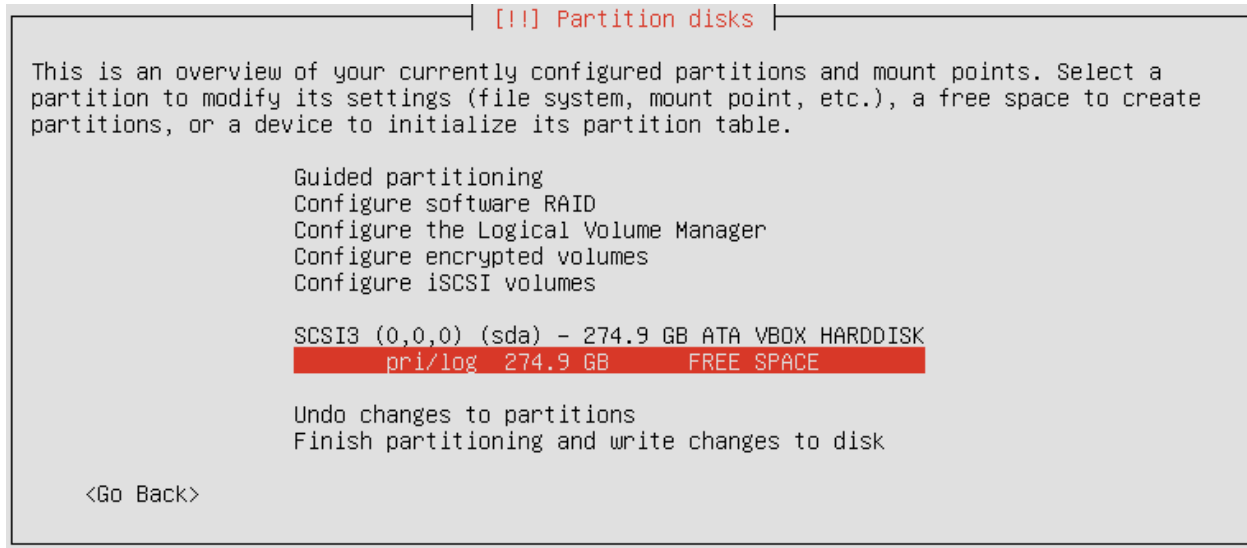 [!!] Partition disks
This is an overview of your currently configured partitions and mount points. Select a
partition to modify its settings (file system, mount point, etc.), a free space to create
partitions, or a device to initialize its partition table.
Guided partitioning
Configure software RAID
Configure the Logical Volume Manager
Configure encrypted volumes
Configure iSCSI volumes
SCSI3 (0,0,0) (sda) - 274.9 GB ATA VBOX HARDDISK
pri/log 274.9 GB FREE SPACE
Undo changes to partitions
Finish partitioning and write changes to disk
<Go Back>